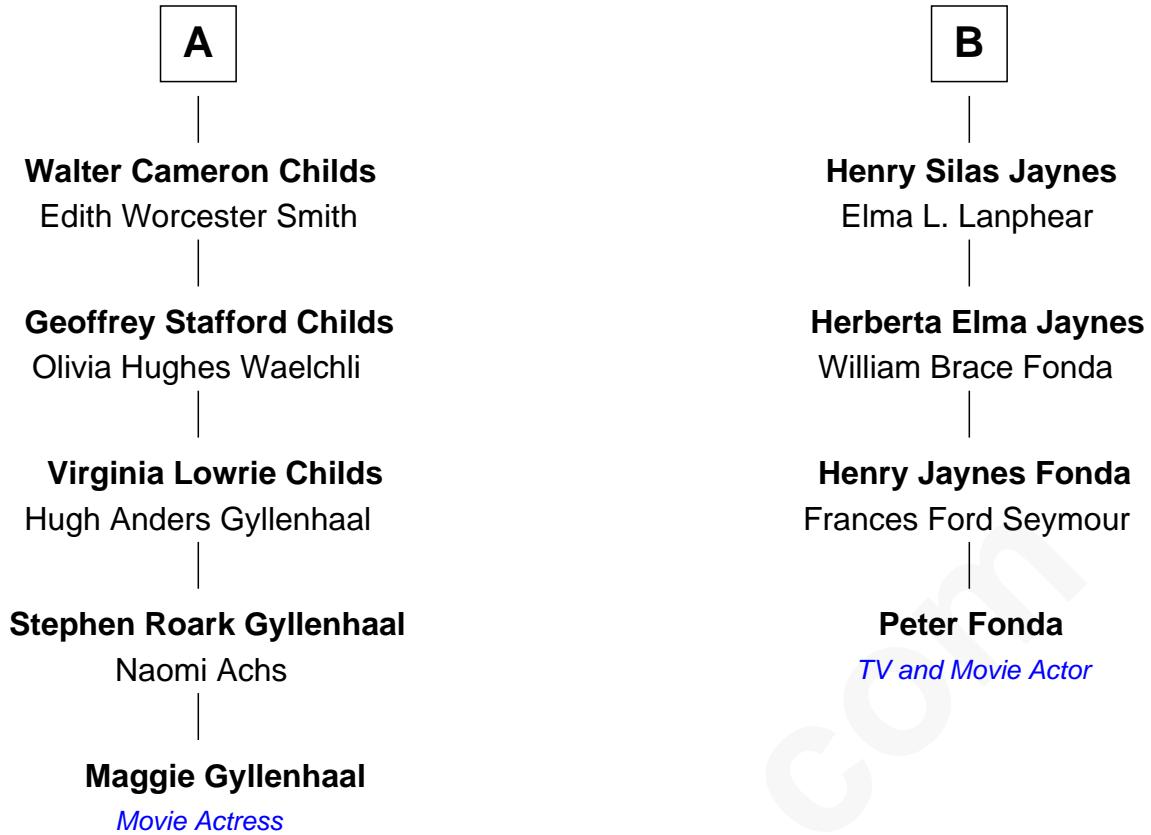 A
Walter Cameron Childs
Edith Worcester Smith
Geoffrey Stafford Childs
Olivia Hughes Waelchli
Virginia Lowrie Childs
Hugh Anders Gyllenhaal
Stephen Roark Gyllenhaal
Naomi Achs
Maggie Gyllenhaal
Movie Actress
B
Henry Silas Jaynes
Elma L. Lanphear
Herberta Elma Jaynes
William Brace Fonda
Henry Jaynes Fonda
Frances Ford Seymour
Peter Fonda
TV and Movie Actor
com